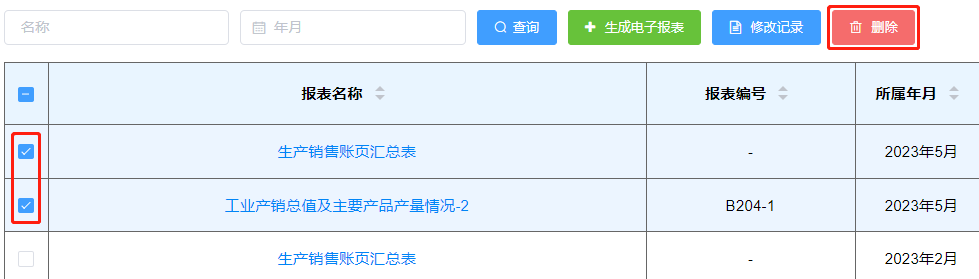 名称 年月 查询 生成电子报表 修改记录 删除
报表名称 报表编号 所属年月
生产销售账页汇总表 - 2023年5月
工业产销总值及主要产品产量情况-2 B204-1 2023年5月
生产销售账页汇总表 - 2023年2月